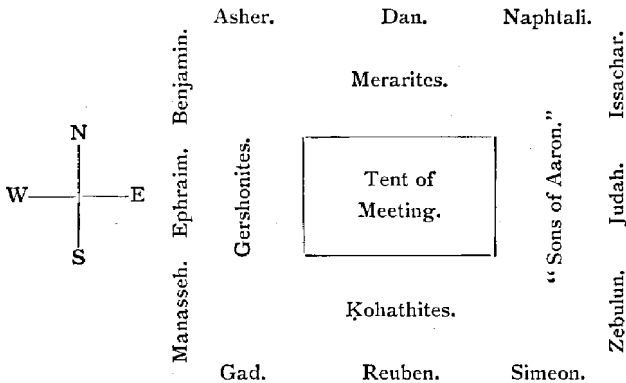 Asher. Dan. Naphtali.
Benjamin.
Merarites.
Issachar.
N
W E
S
Ephraim.
Gershonites.
Tent of
Meeting.
“Sons of Aaron.”
Judah.
Manasseh.
Ḳohathites.
Zebulun.
Gad. Reuben. Simeon.